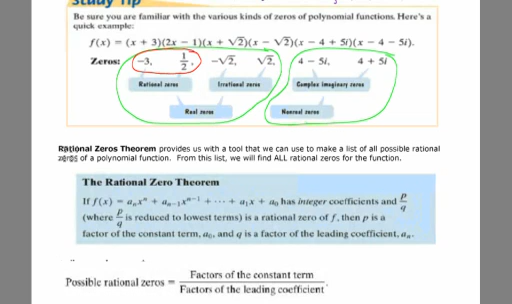 Study Tip
Be sure you are familiar with the various kinds of zeros of polynomial functions. Here's a
quick example:
f(x) = (x + 3)(2x − 1)(x + √2)(x − √2)(x − 4 + 5i)(x − 4 − 5i).
Zeros: −3, 1/2, −√2, √2, 4 − 5i, 4 + 5i
Rational zeros Irrational zeros Complex imaginary zeros
Real zeros Nonreal zeros
Rational Zeros Theorem provides us with a tool that we can use to make a list of all possible rational
zeros of a polynomial function. From this list, we will find ALL rational zeros for the function.
The Rational Zero Theorem
If f(x) = aₙxⁿ + aₙ₋₁xⁿ⁻¹ + ⋯ + a₁x + a₀ has integer coefficients and p/q
(where p/q is reduced to lowest terms) is a rational zero of f, then p is a
factor of the constant term, a₀, and q is a factor of the leading coefficient, aₙ.
Possible rational zeros = Factors of the constant term / Factors of the leading coefficient.